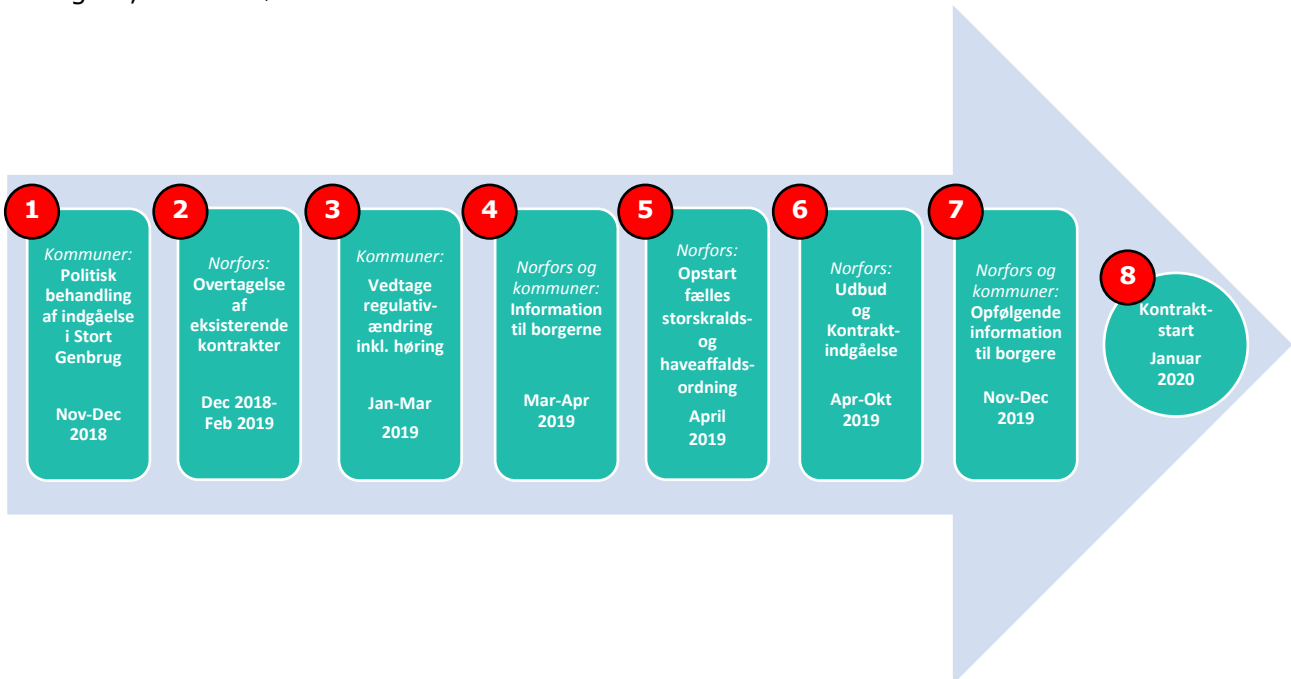 1
Kommuner:
Politisk
behandling
af indgåelse
i Stort
Genbrug
Nov-Dec
2018
2
Norfors:
Overtagelse
af
eksisterende
kontrakter
Dec 2018-
Feb 2019
3
Kommuner:
Vedtage
regulativ-
ændring
inkl. høring
Jan-Mar
2019
4
Norfors og
kommuner:
Information
til borgerne
Mar-Apr
2019
5
Norfors:
Opstart
fælles
storskralds-
og
haveaffalds-
ordning
April
2019
6
Norfors:
Udbud
og
Kontrakt-
indgåelse
Apr-Okt
2019
7
Norfors og
kommuner:
Opfølgende
information
til borgere
Nov-Dec
2019
8
Kontrakt-
start
Januar
2020